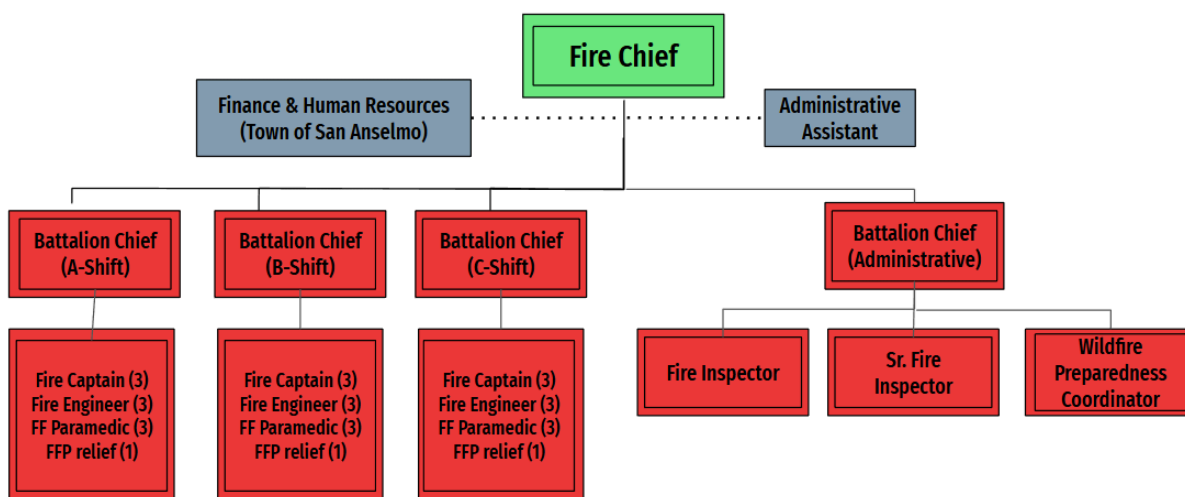 Fire Chief
Finance & Human Resources
(Town of San Anselmo)
Administrative
Assistant
Battalion Chief
(A-Shift)
Battalion Chief
(B-Shift)
Battalion Chief
(C-Shift)
Battalion Chief
(Administrative)
Fire Captain (3)
Fire Engineer (3)
FF Paramedic (3)
FFP relief (1)
Fire Captain (3)
Fire Engineer (3)
FF Paramedic (3)
FFP relief (1)
Fire Captain (3)
Fire Engineer (3)
FF Paramedic (3)
FFP relief (1)
Fire Inspector
Sr. Fire
Inspector
Wildfire
Preparedness
Coordinator